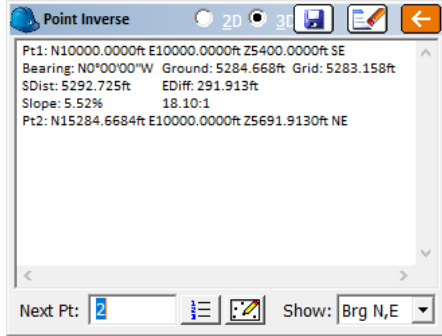 Point Inverse 2D 3D
Pt1: N10000.0000ft E10000.0000ft Z5400.0000ft SE
Bearing: N0°00'00"W Ground: 5284.668ft Grid: 5283.158ft
SDist: 5292.725ft EDiff: 291.913ft
Slope: 5.52% 18.10:1
Pt2: N15284.6684ft E10000.0000ft Z5691.9130ft NE
Next Pt: 2 Show: Brg N,E